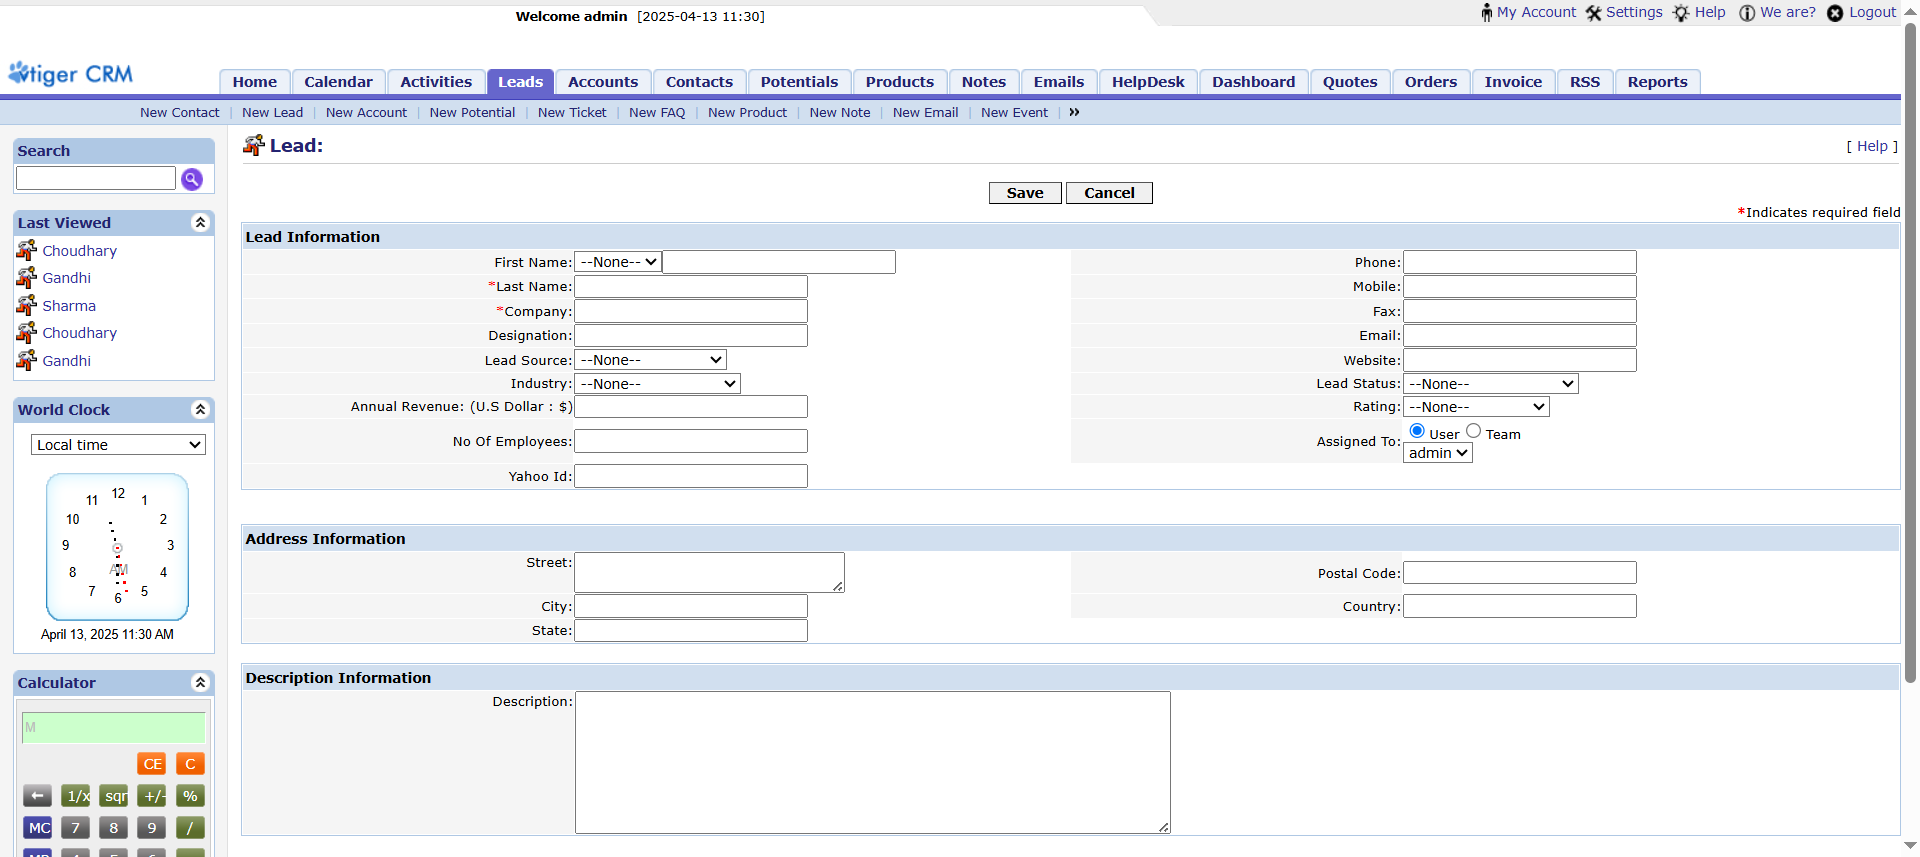 Welcome admin [2025-04-13 11:30]
My Account Settings Help We are? Logout
vtiger CRM
Home Calendar Activities Leads Accounts Contacts Potentials Products Notes Emails HelpDesk Dashboard Quotes Orders Invoice RSS Reports
New Contact | New Lead | New Account | New Potential | New Ticket | New FAQ | New Product | New Note | New Email | New Event | »
Search
Last Viewed
Choudhary
Gandhi
Sharma
Choudhary
Gandhi
World Clock
Local time
12
1
2
3
4
5
6
7
8
9
10
11
AM
April 13, 2025 11:30 AM
Calculator
M
CE C
← 1/x sqr +/- %
MC 7 8 9 /
Lead:
[ Help ]
Save Cancel
*Indicates required field
Lead Information
First Name: --None--
Phone:
*Last Name:
Mobile:
*Company:
Fax:
Designation:
Email:
Lead Source: --None--
Website:
Industry: --None--
Lead Status: --None--
Annual Revenue: (U.S Dollar : $)
Rating: --None--
No Of Employees:
Assigned To: User Team
admin
Yahoo Id:
Address Information
Street:
Postal Code:
City:
Country:
State:
Description Information
Description: